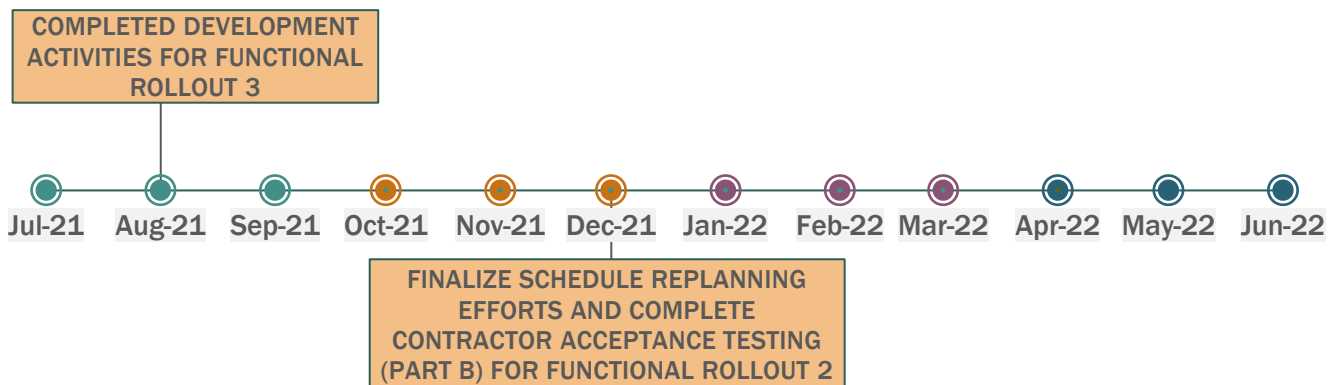 COMPLETED DEVELOPMENT
ACTIVITIES FOR FUNCTIONAL
ROLLOUT 3
Jul-21 Aug-21 Sep-21 Oct-21 Nov-21 Dec-21 Jan-22 Feb-22 Mar-22 Apr-22 May-22 Jun-22
FINALIZE SCHEDULE REPLANNING
EFFORTS AND COMPLETE
CONTRACTOR ACCEPTANCE TESTING
(PART B) FOR FUNCTIONAL ROLLOUT 2